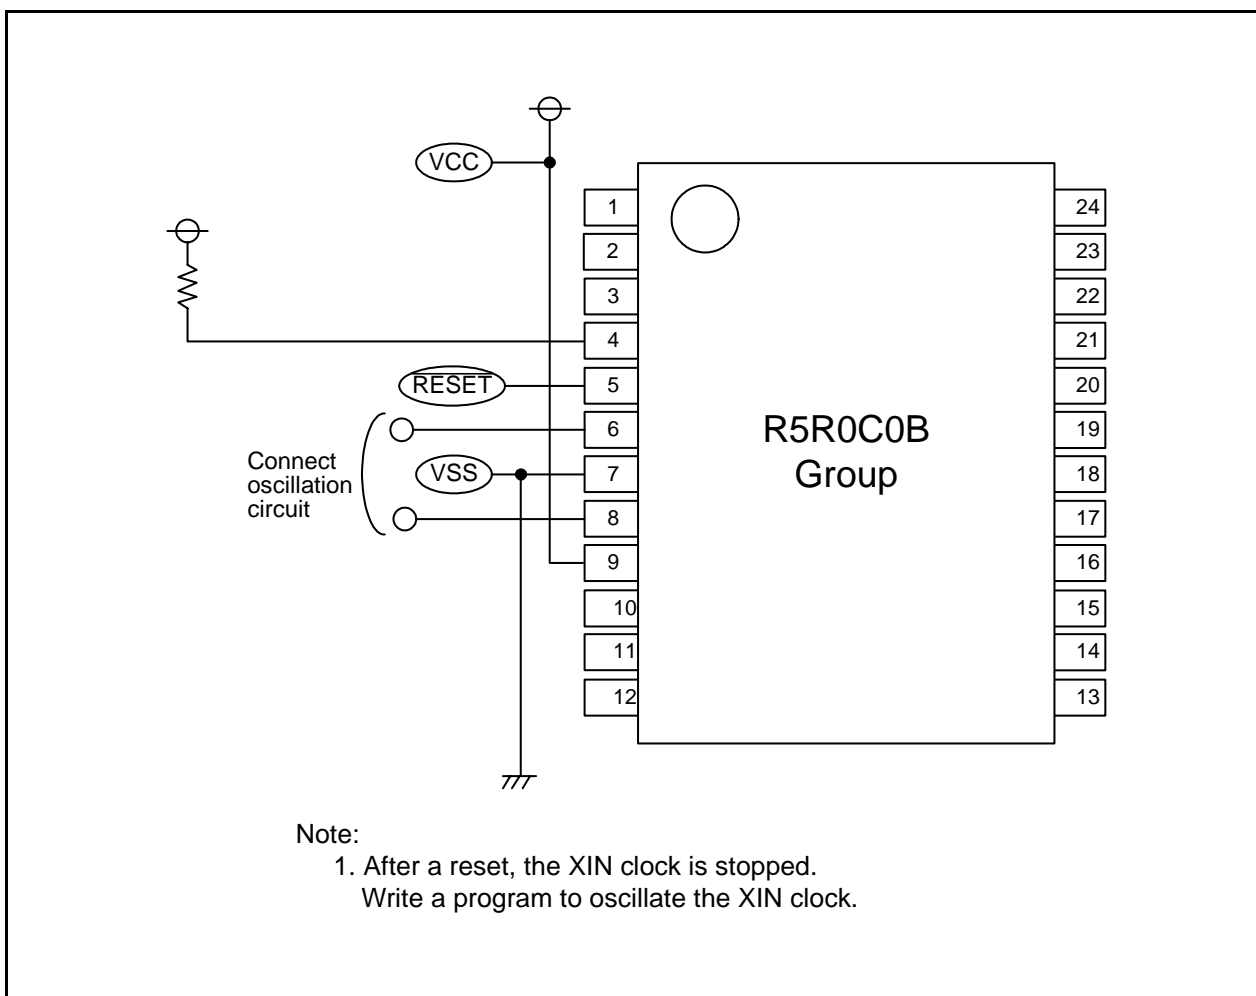 VCC
1
2
3
4
RESET
5
6
Connect
oscillation
circuit
VSS
7
8
9
10
11
12
R5R0C0B
Group
24
23
22
21
20
19
18
17
16
15
14
13
Note:
1. After a reset, the XIN clock is stopped.
Write a program to oscillate the XIN clock.